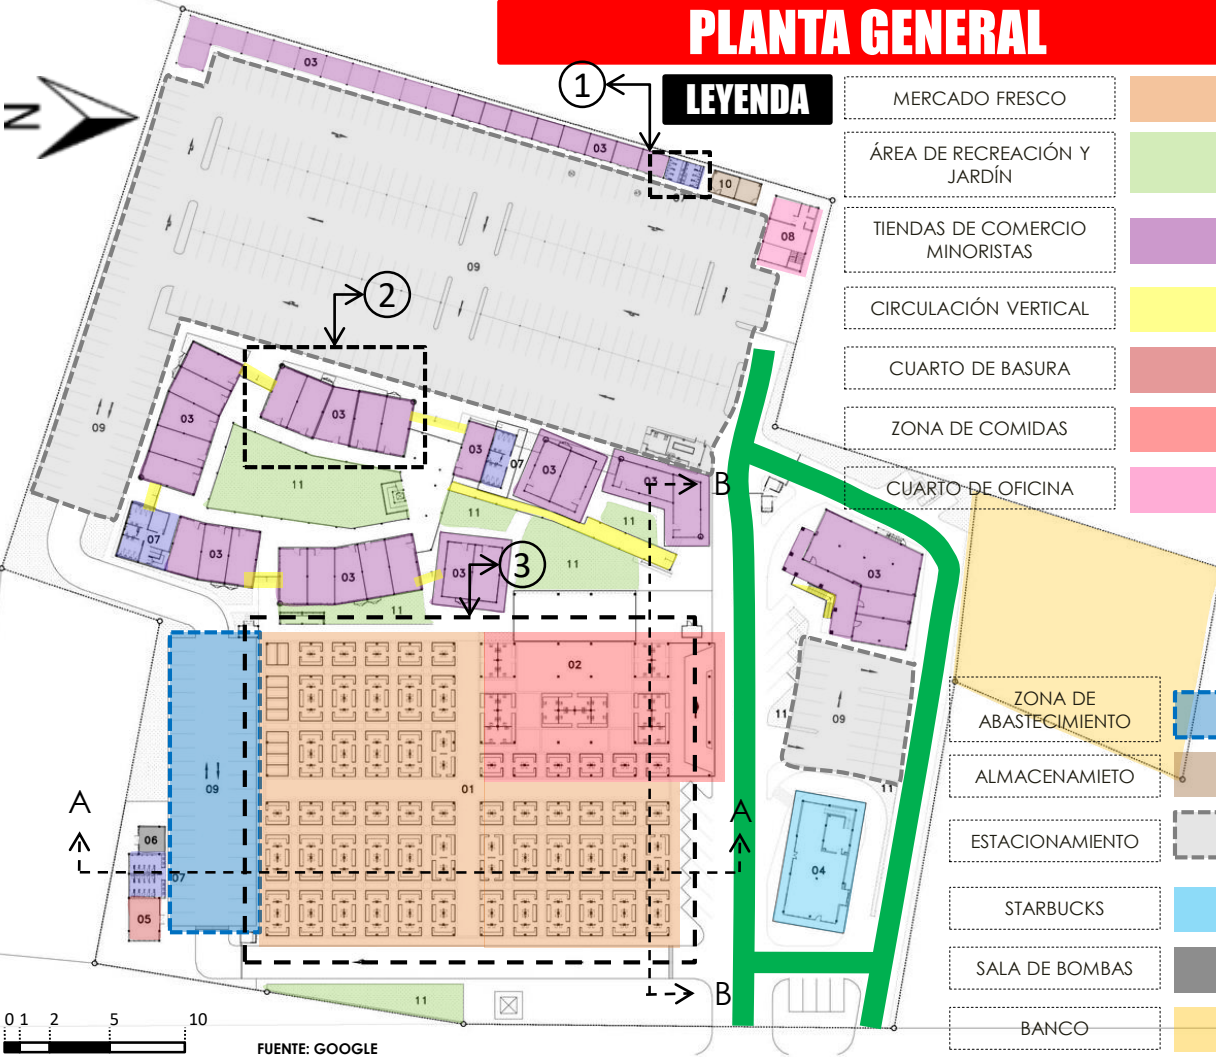 PLANTA GENERAL
LEYENDA
MERCADO FRESCO
ÁREA DE RECREACIÓN Y
JARDÍN
TIENDAS DE COMERCIO
MINORISTAS
CIRCULACIÓN VERTICAL
CUARTO DE BASURA
ZONA DE COMIDAS
CUARTO DE OFICINA
ZONA DE
ABASTECIMIENTO
ALMACENAMIETO
ESTACIONAMIENTO
STARBUCKS
SALA DE BOMBAS
BANCO
N
1
2
3
03
03
10
07
08
09
09
03
03
03
07
03
03
11
11
11
11
07
03
03
03
11
03
B
02
09
11
11
01
09
A
A
06
07
05
04
B
11
0 1 2 5 10
FUENTE: GOOGLE